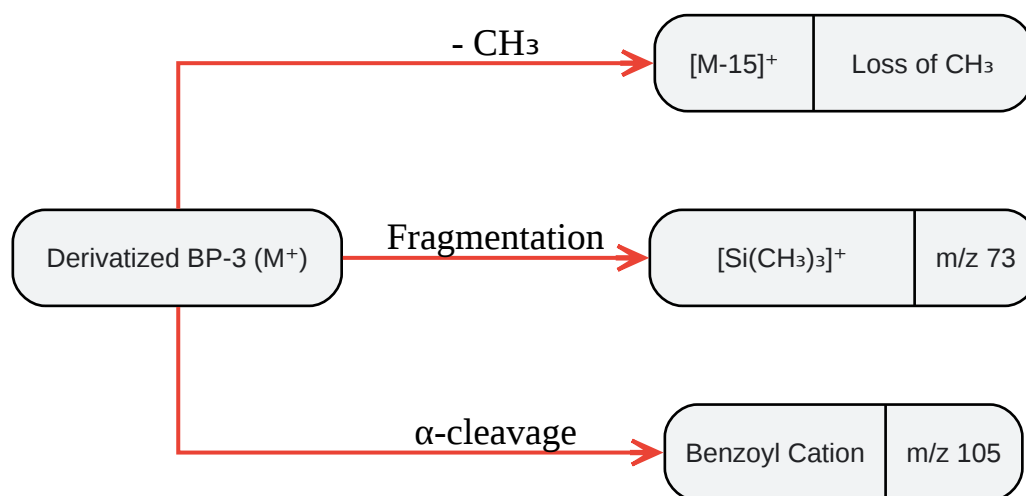 - CH₃
[M-15]⁺ Loss of CH₃
Derivatized BP-3 (M⁺)
Fragmentation
[Si(CH₃)₃]⁺ m/z 73
α-cleavage
Benzoyl Cation m/z 105